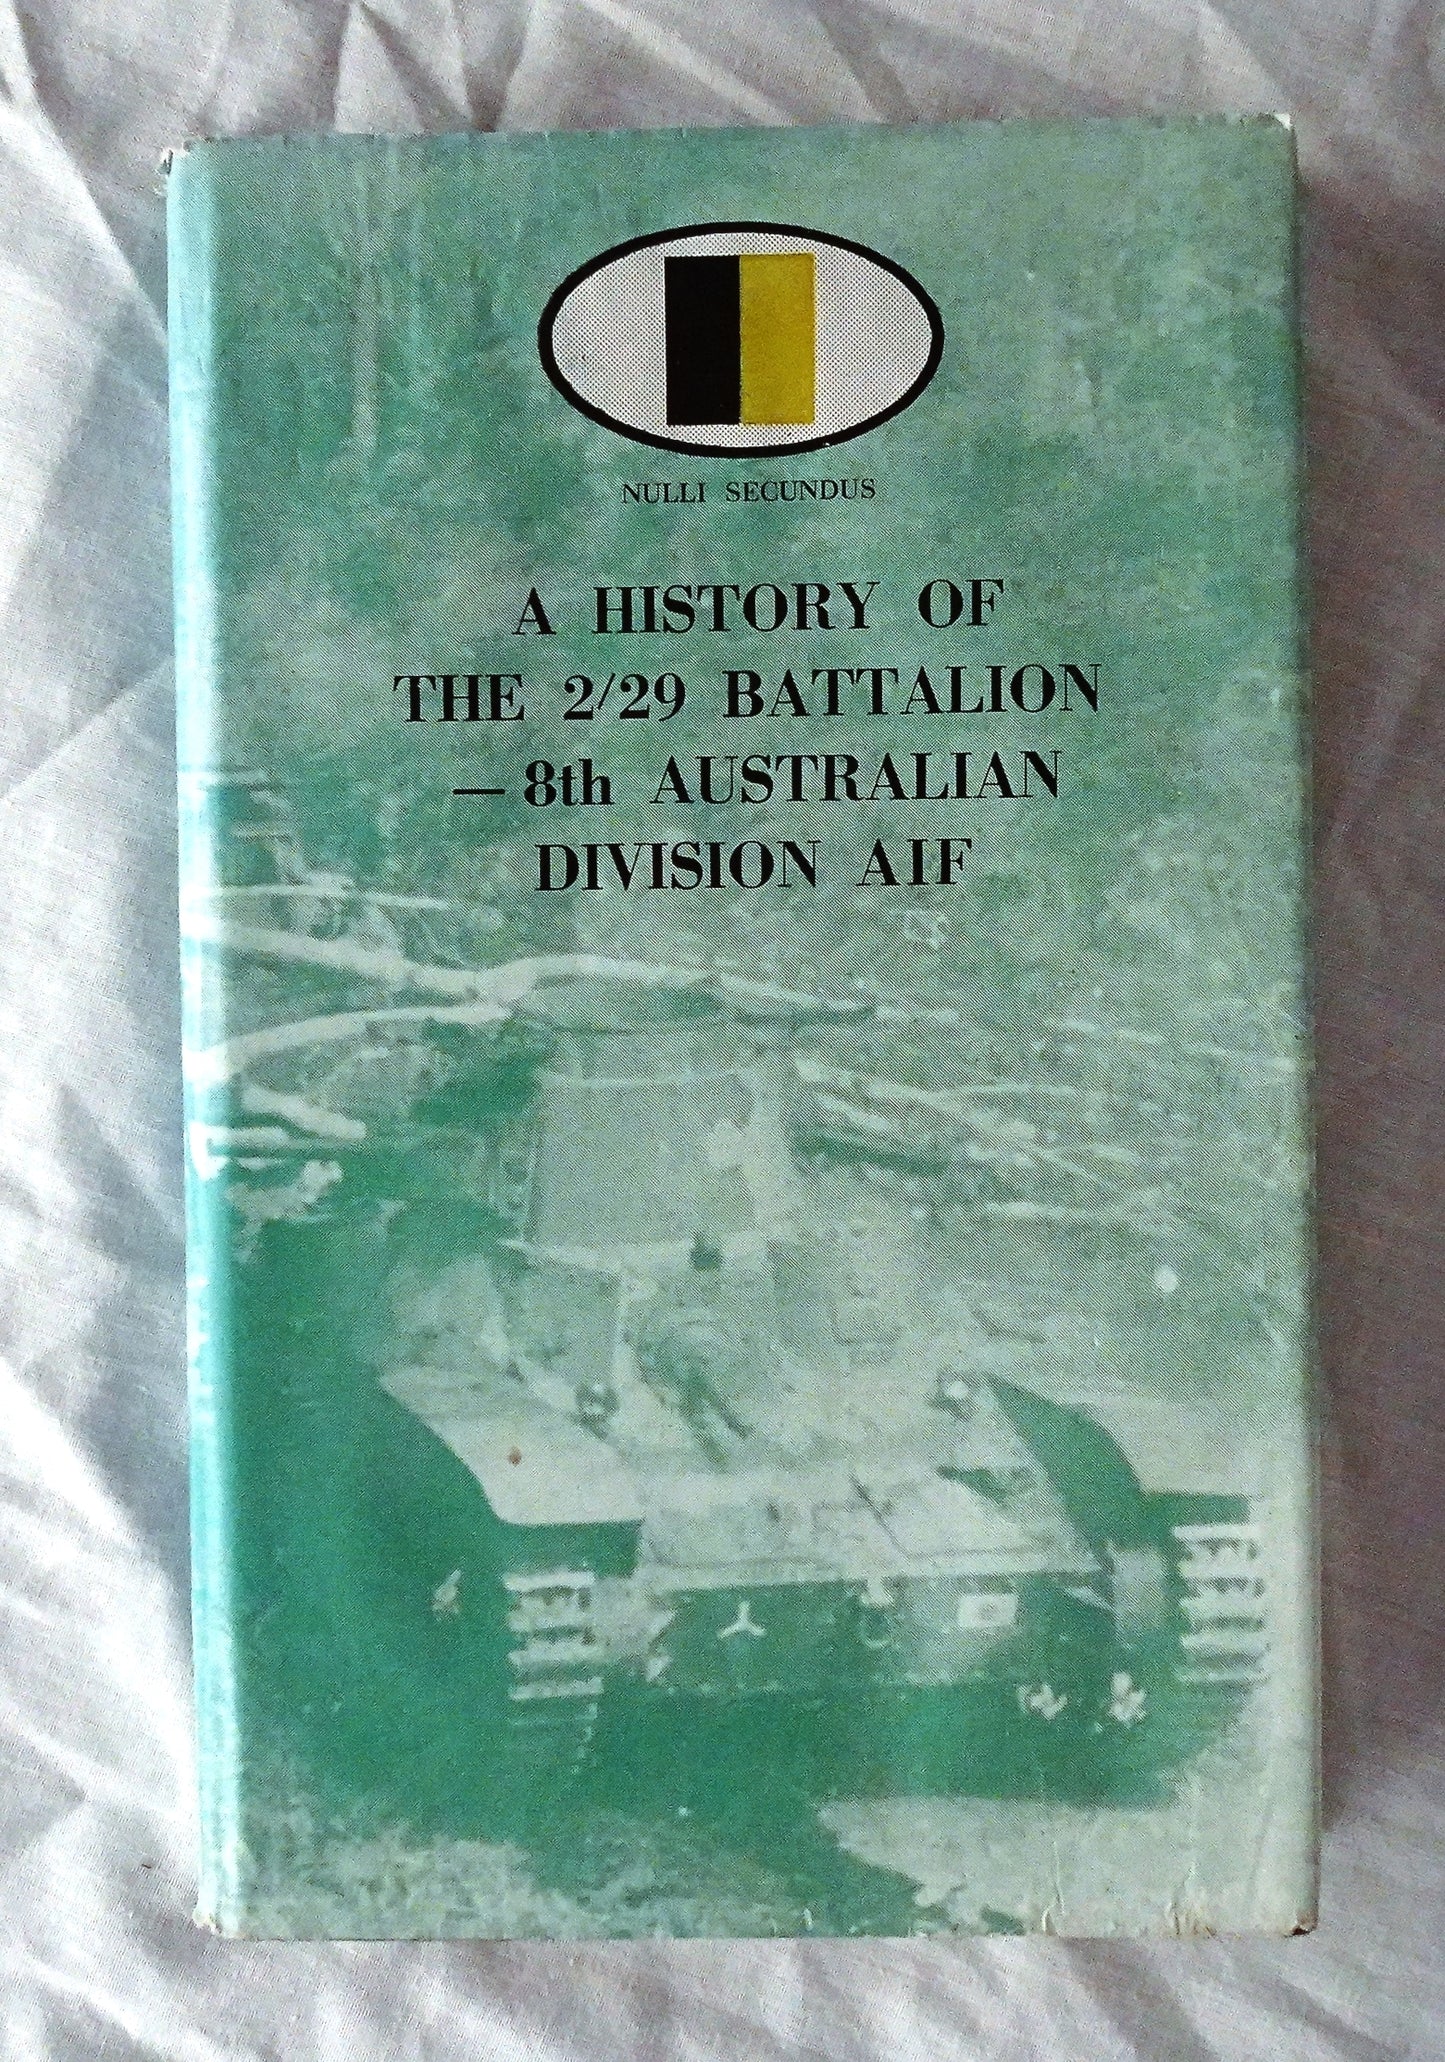 NULLI SECUNDUS
A HISTORY OF
THE 2/29 BATTALION
— 8th AUSTRALIAN
DIVISION AIF